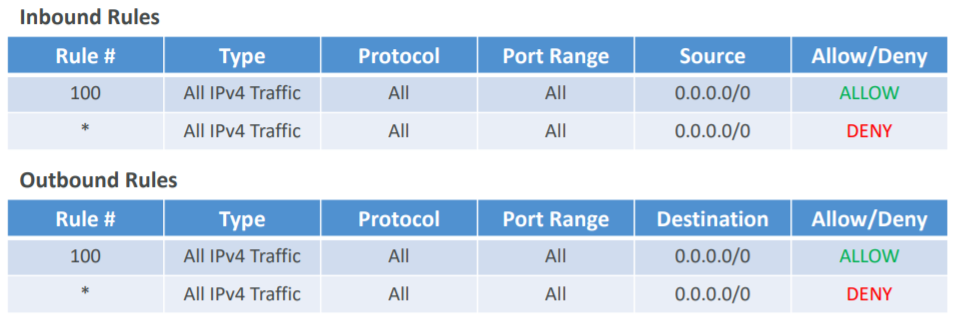 Inbound Rules
Rule # Type Protocol Port Range Source Allow/Deny
100 All IPv4 Traffic All All 0.0.0.0/0 ALLOW
* All IPv4 Traffic All All 0.0.0.0/0 DENY
Outbound Rules
Rule # Type Protocol Port Range Destination Allow/Deny
100 All IPv4 Traffic All All 0.0.0.0/0 ALLOW
* All IPv4 Traffic All All 0.0.0.0/0 DENY